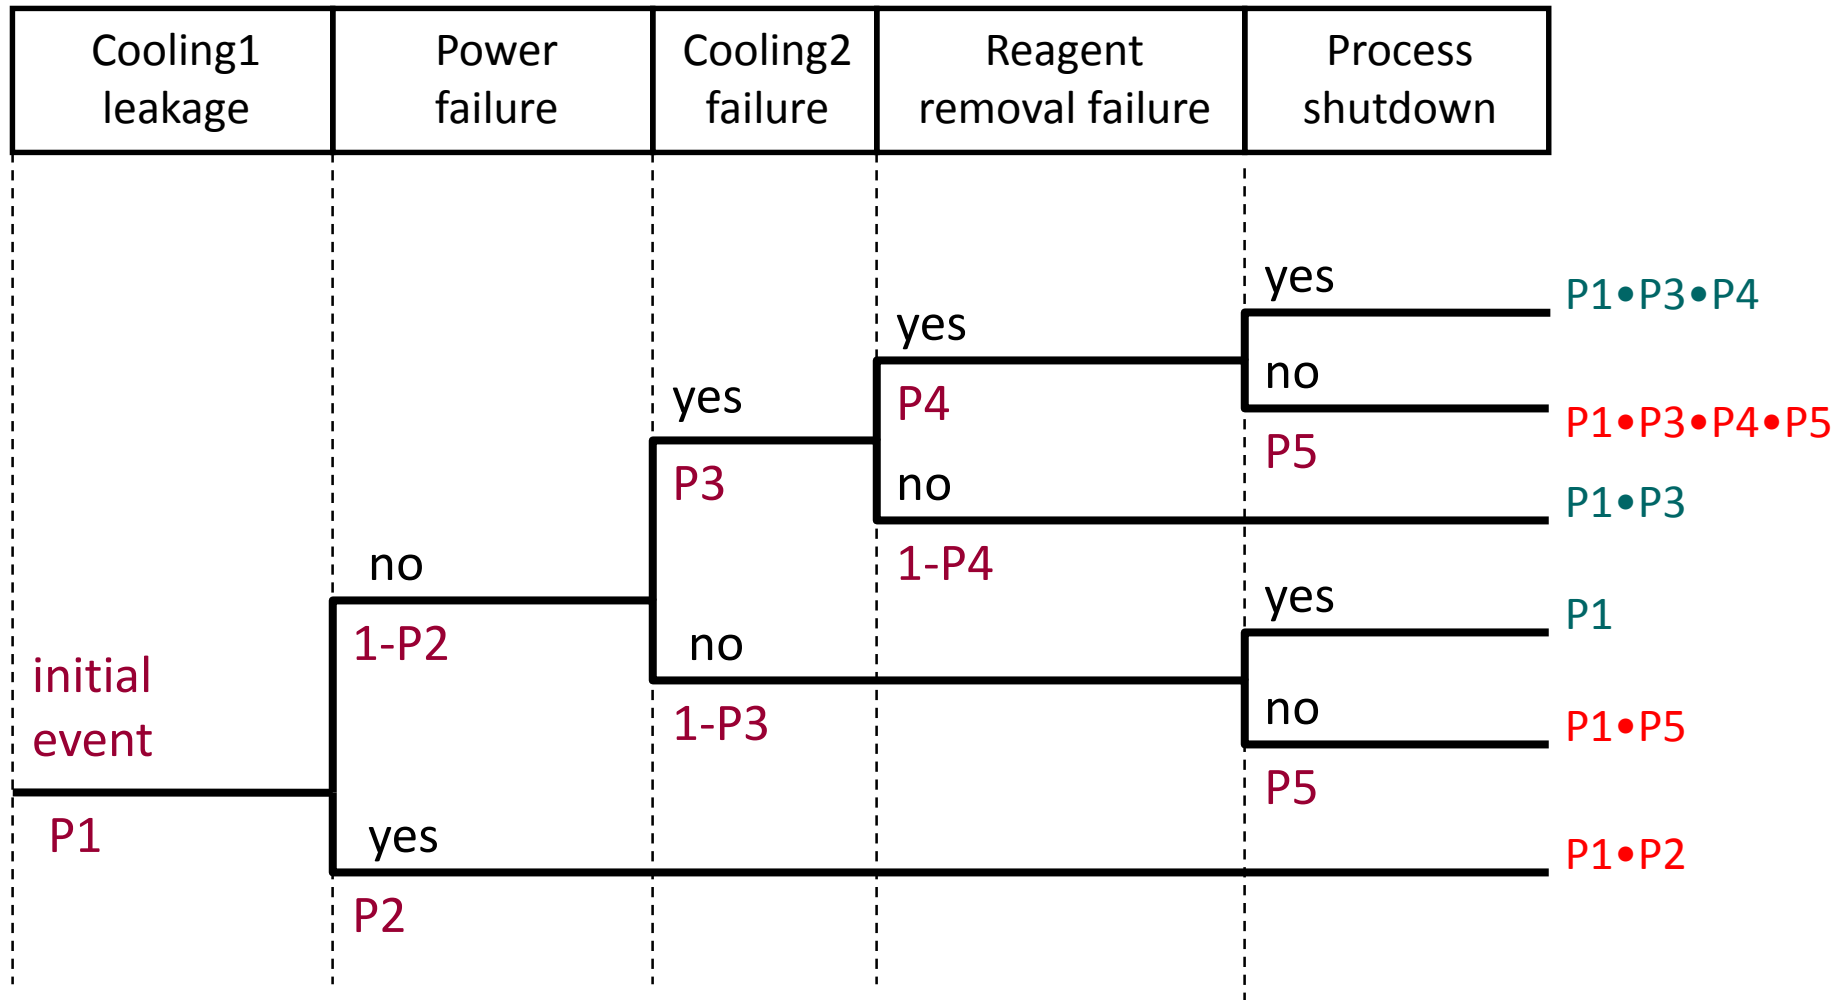 Cooling1
leakage
Power
failure
Cooling2
failure
Reagent
removal failure
Process
shutdown
yes
P1•P3•P4
yes
no
P4
yes
P1•P3•P4•P5
P5
P3
no
P1•P3
no
1-P4
yes
P1
1-P2
no
initial
event
1-P3
no
P1•P5
P5
P1
yes
P1•P2
P2